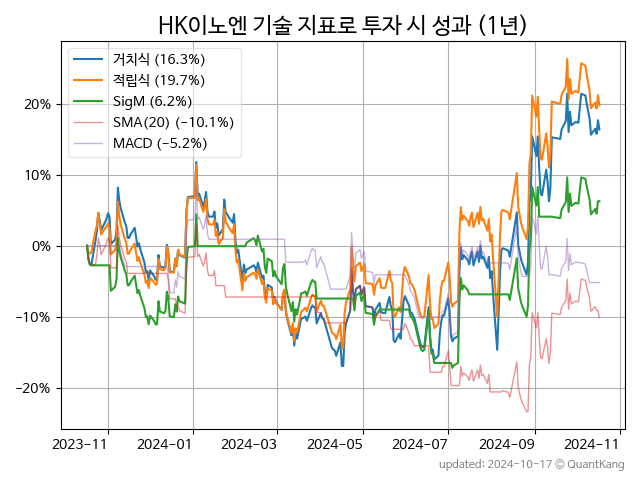 HK이노엔 기술 지표로 투자 시 성과 (1년)
거치식 (16.3%)
적립식 (19.7%)
SigM (6.2%)
SMA(20) (−10.1%)
MACD (−5.2%)
20%
10%
0%
−10%
−20%
2023-11 2024-01 2024-03 2024-05 2024-07 2024-09 2024-11
updated: 2024-10-17 © QuantKang